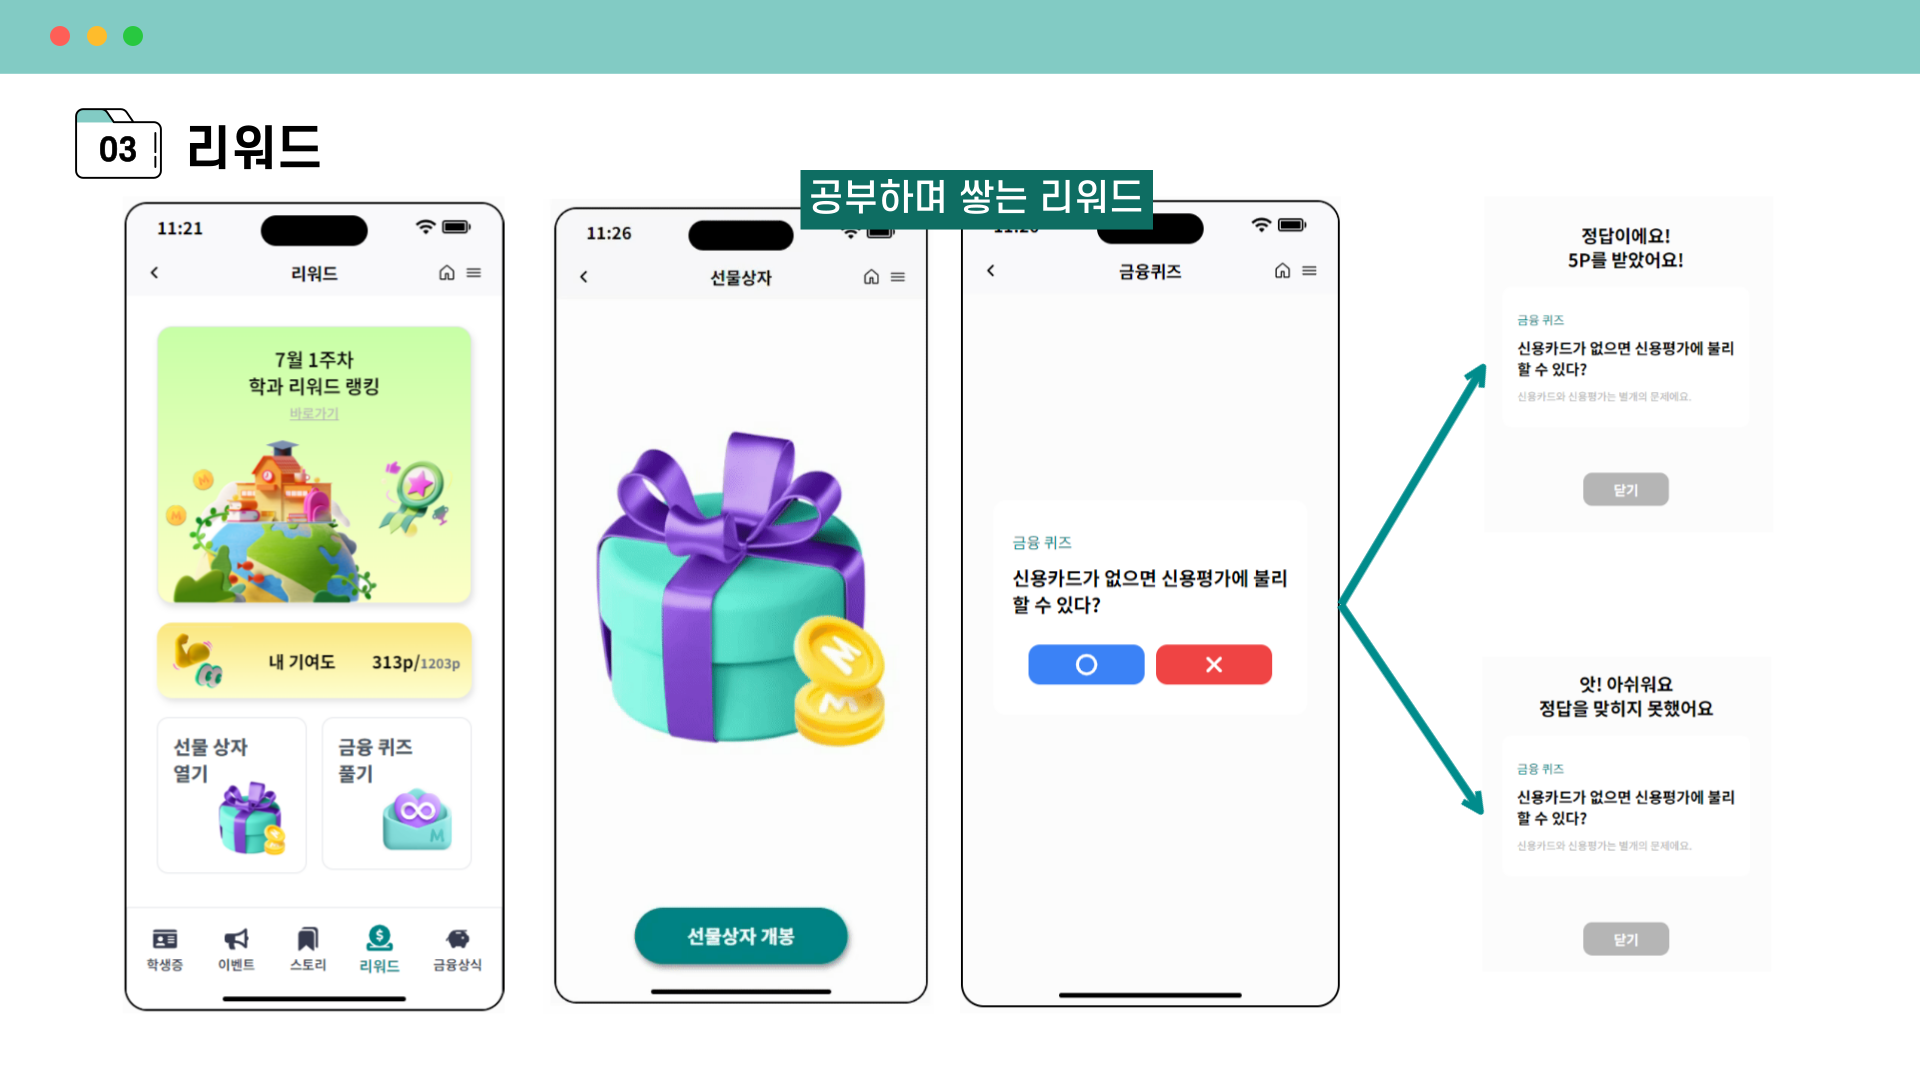 03
리워드
공부하며 쌓는 리워드
11:21
리워드
7월 1주차
학과 리워드 랭킹
바로가기
내 기여도
313p/1203p
선물 상자
열기
금융 퀴즈
풀기
M
학생증
이벤트
스토리
리워드
금융상식
11:26
선물상자
M
M
선물상자 개봉
금융퀴즈
금융 퀴즈
신용카드가 없으면 신용평가에 불리
할 수 있다?
정답이에요!
5P를 받았어요!
금융 퀴즈
신용카드가 없으면 신용평가에 불리
할 수 있다?
신용카드와 신용평가는 별개의 문제에요.
닫기
앗! 아쉬워요
정답을 맞히지 못했어요
금융 퀴즈
신용카드가 없으면 신용평가에 불리
할 수 있다?
신용카드와 신용평가는 별개의 문제에요.
닫기